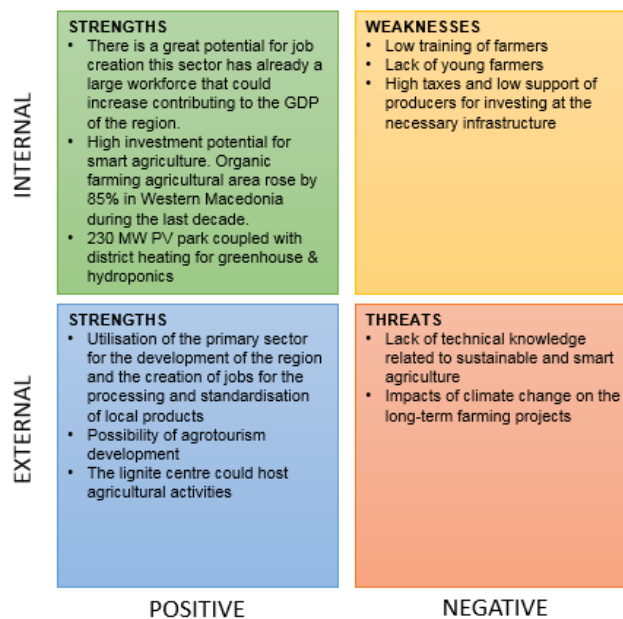 INTERNAL
STRENGTHS
• There is a great potential for job
creation this sector has already a
large workforce that could
increase contributing to the GDP
of the region.
• High investment potential for
smart agriculture. Organic
farming agricultural area rose by
85% in Western Macedonia
during the last decade.
• 230 MW PV park coupled with
district heating for greenhouse &
hydroponics
WEAKNESSES
• Low training of farmers
• Lack of young farmers
• High taxes and low support of
producers for investing at the
necessary infrastructure
EXTERNAL
STRENGTHS
• Utilisation of the primary sector
for the development of the region
and the creation of jobs for the
processing and standardisation
of local products
• Possibility of agrotourism
development
• The lignite centre could host
agricultural activities
THREATS
• Lack of technical knowledge
related to sustainable and smart
agriculture
• Impacts of climate change on the
long-term farming projects
POSITIVE
NEGATIVE